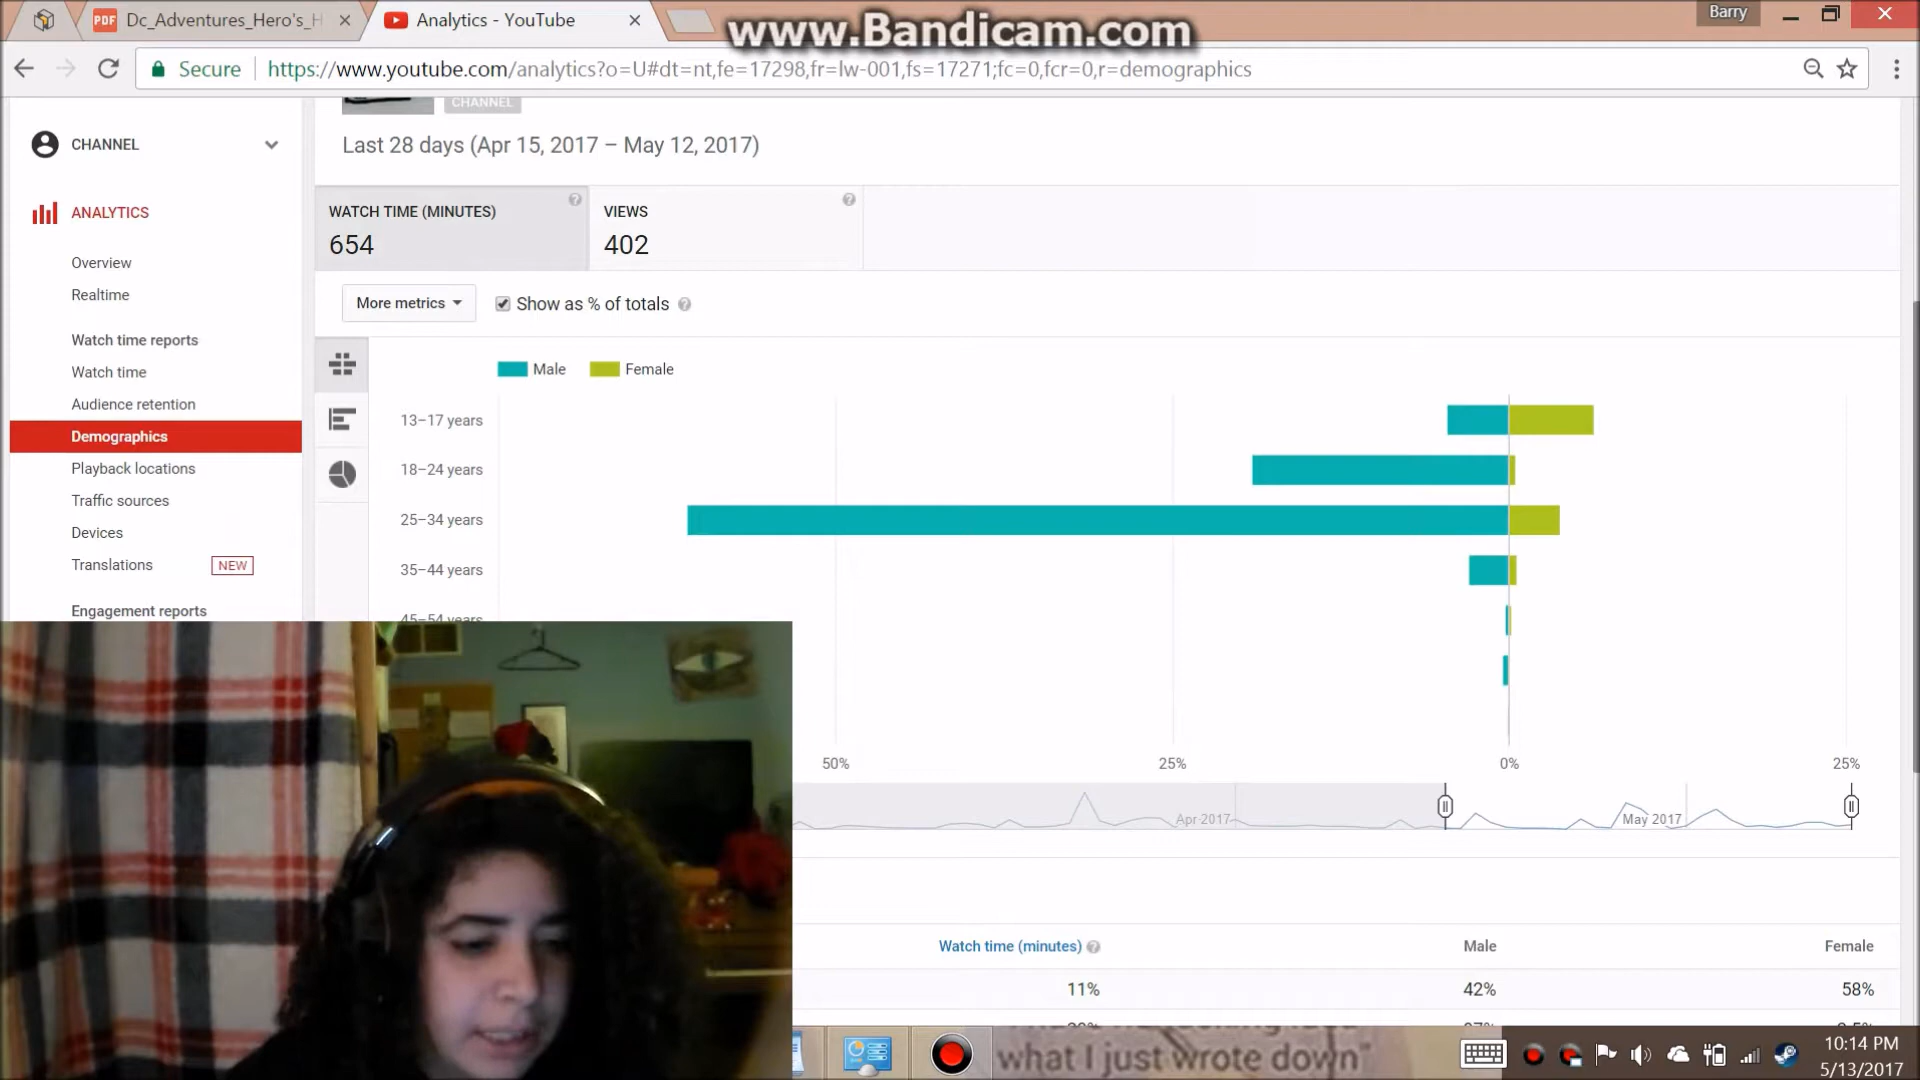 Dc_Adventures_Hero's_H
Analytics - YouTube
www.Bandicam.com
Barry
Secure
https://www.youtube.com/analytics?o=U#dt=nt,fe=17298,fr=lw-001,fs=17271;fc=0,fcr=0,r=demographics
CHANNEL
CHANNEL
Last 28 days (Apr 15, 2017 – May 12, 2017)
ANALYTICS
WATCH TIME (MINUTES)
654
VIEWS
402
Overview
Realtime
More metrics
Show as % of totals
Watch time reports
Watch time
Audience retention
Demographics
Playback locations
Traffic sources
Devices
Translations
NEW
Engagement reports
Male
Female
13–17 years
18–24 years
25–34 years
35–44 years
45–54 years
50%
25%
0%
25%
Apr 2017
May 2017
Watch time (minutes)
Male
Female
11%
42%
58%
what I just wrote down"
10:14 PM
5/13/2017